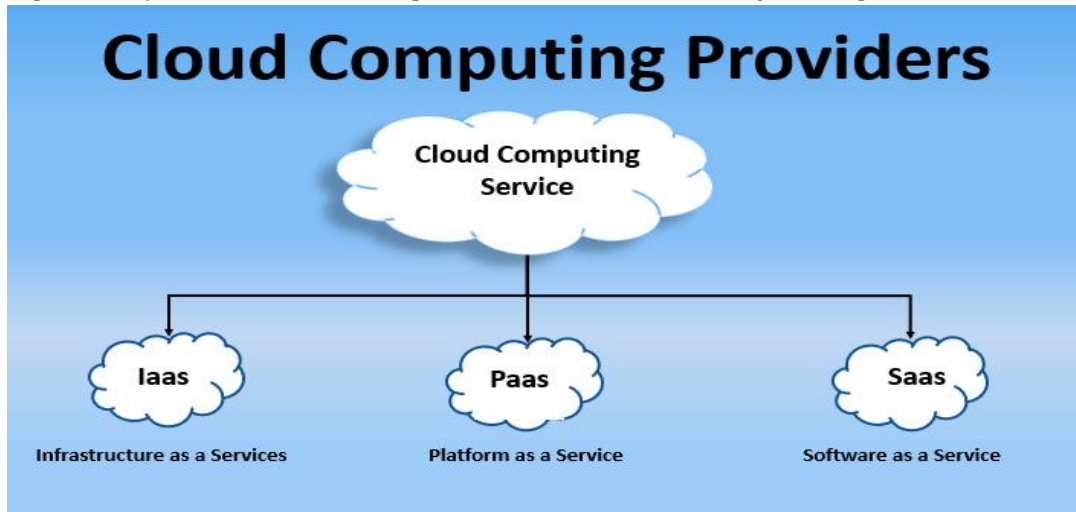 Cloud Computing Providers
Cloud Computing
Service
Iaas
Paas
Saas
Infrastructure as a Services
Platform as a Service
Software as a Service